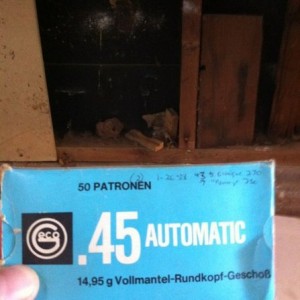 50 PATRONEN
Geco
.45 AUTOMATIC
14,95 g Vollmantel-Rundkopf-Geschoß